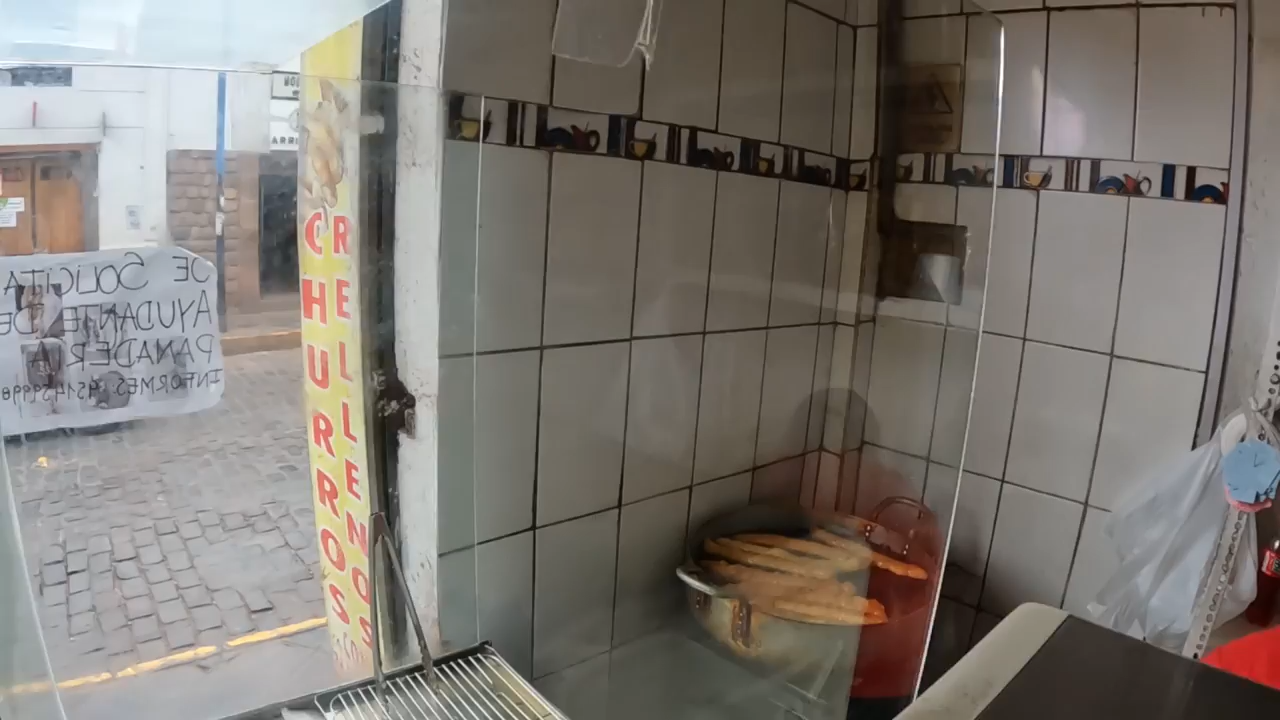 SE SOLICITA
AYUDANTE DE
PANADERIA
INFORMES
CHURROS
RELLENOS